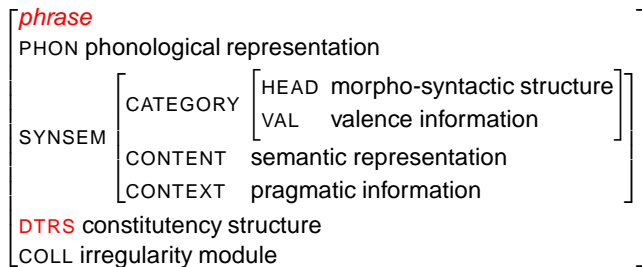 phrase
PHON phonological representation
SYNSEM CATEGORY HEAD morpho-syntactic structure
VAL valence information
CONTENT semantic representation
CONTEXT pragmatic information
DTRS constitutency structure
COLL irregularity module